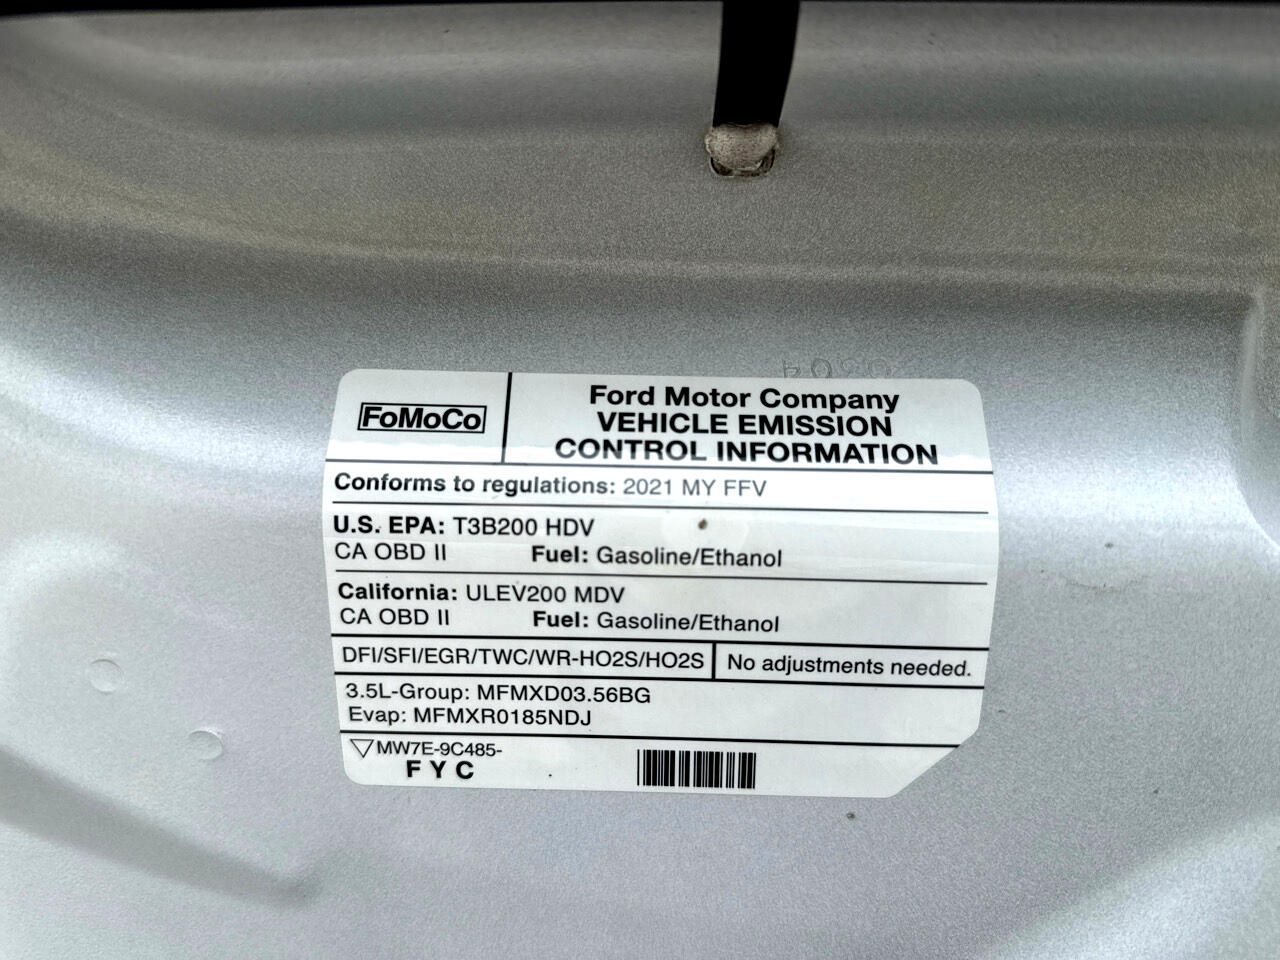 FoMoCo
Ford Motor Company
VEHICLE EMISSION
CONTROL INFORMATION
Conforms to regulations: 2021 MY FFV
U.S. EPA: T3B200 HDV
CA OBD II Fuel: Gasoline/Ethanol
California: ULEV200 MDV
CA OBD II Fuel: Gasoline/Ethanol
DFI/SFI/EGR/TWC/WR-HO2S/HO2S
No adjustments needed.
3.5L-Group: MFMXD03.56BG
Evap: MFMXR0185NDJ
MW7E-9C485-
F Y C